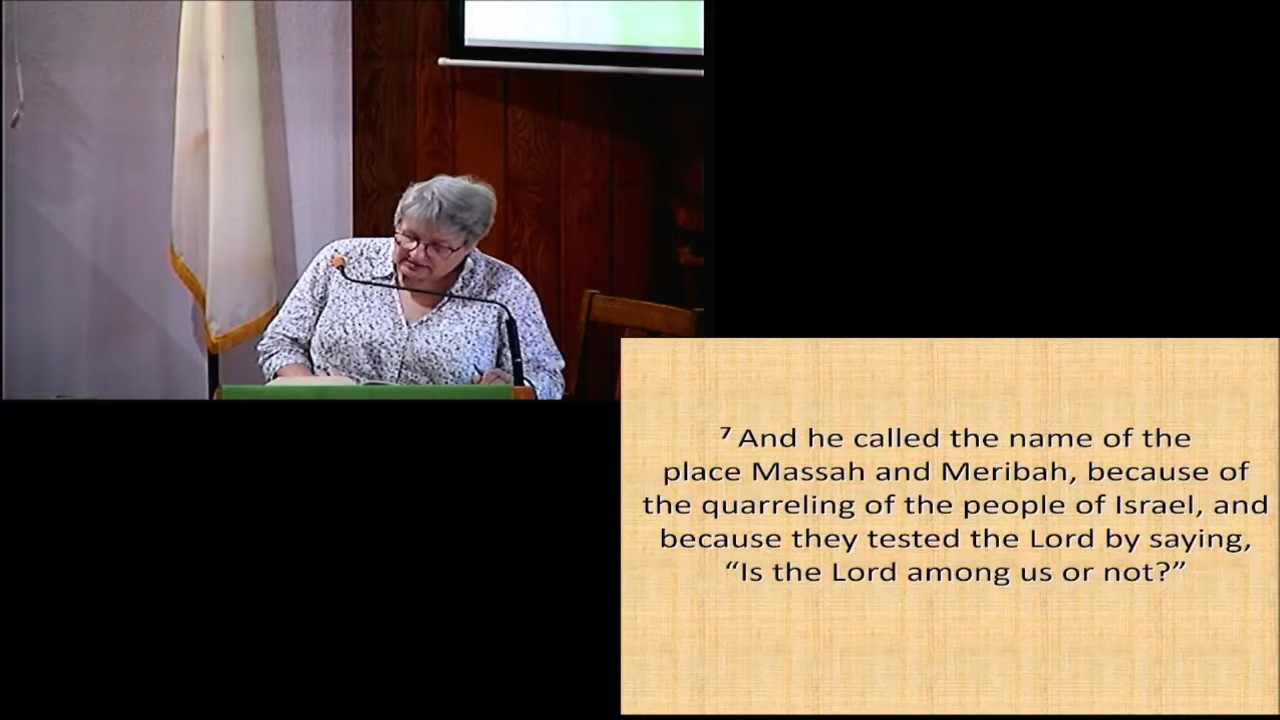 ⁷ And he called the name of the
place Massah and Meribah, because of
the quarreling of the people of Israel, and
because they tested the Lord by saying,
“Is the Lord among us or not?”